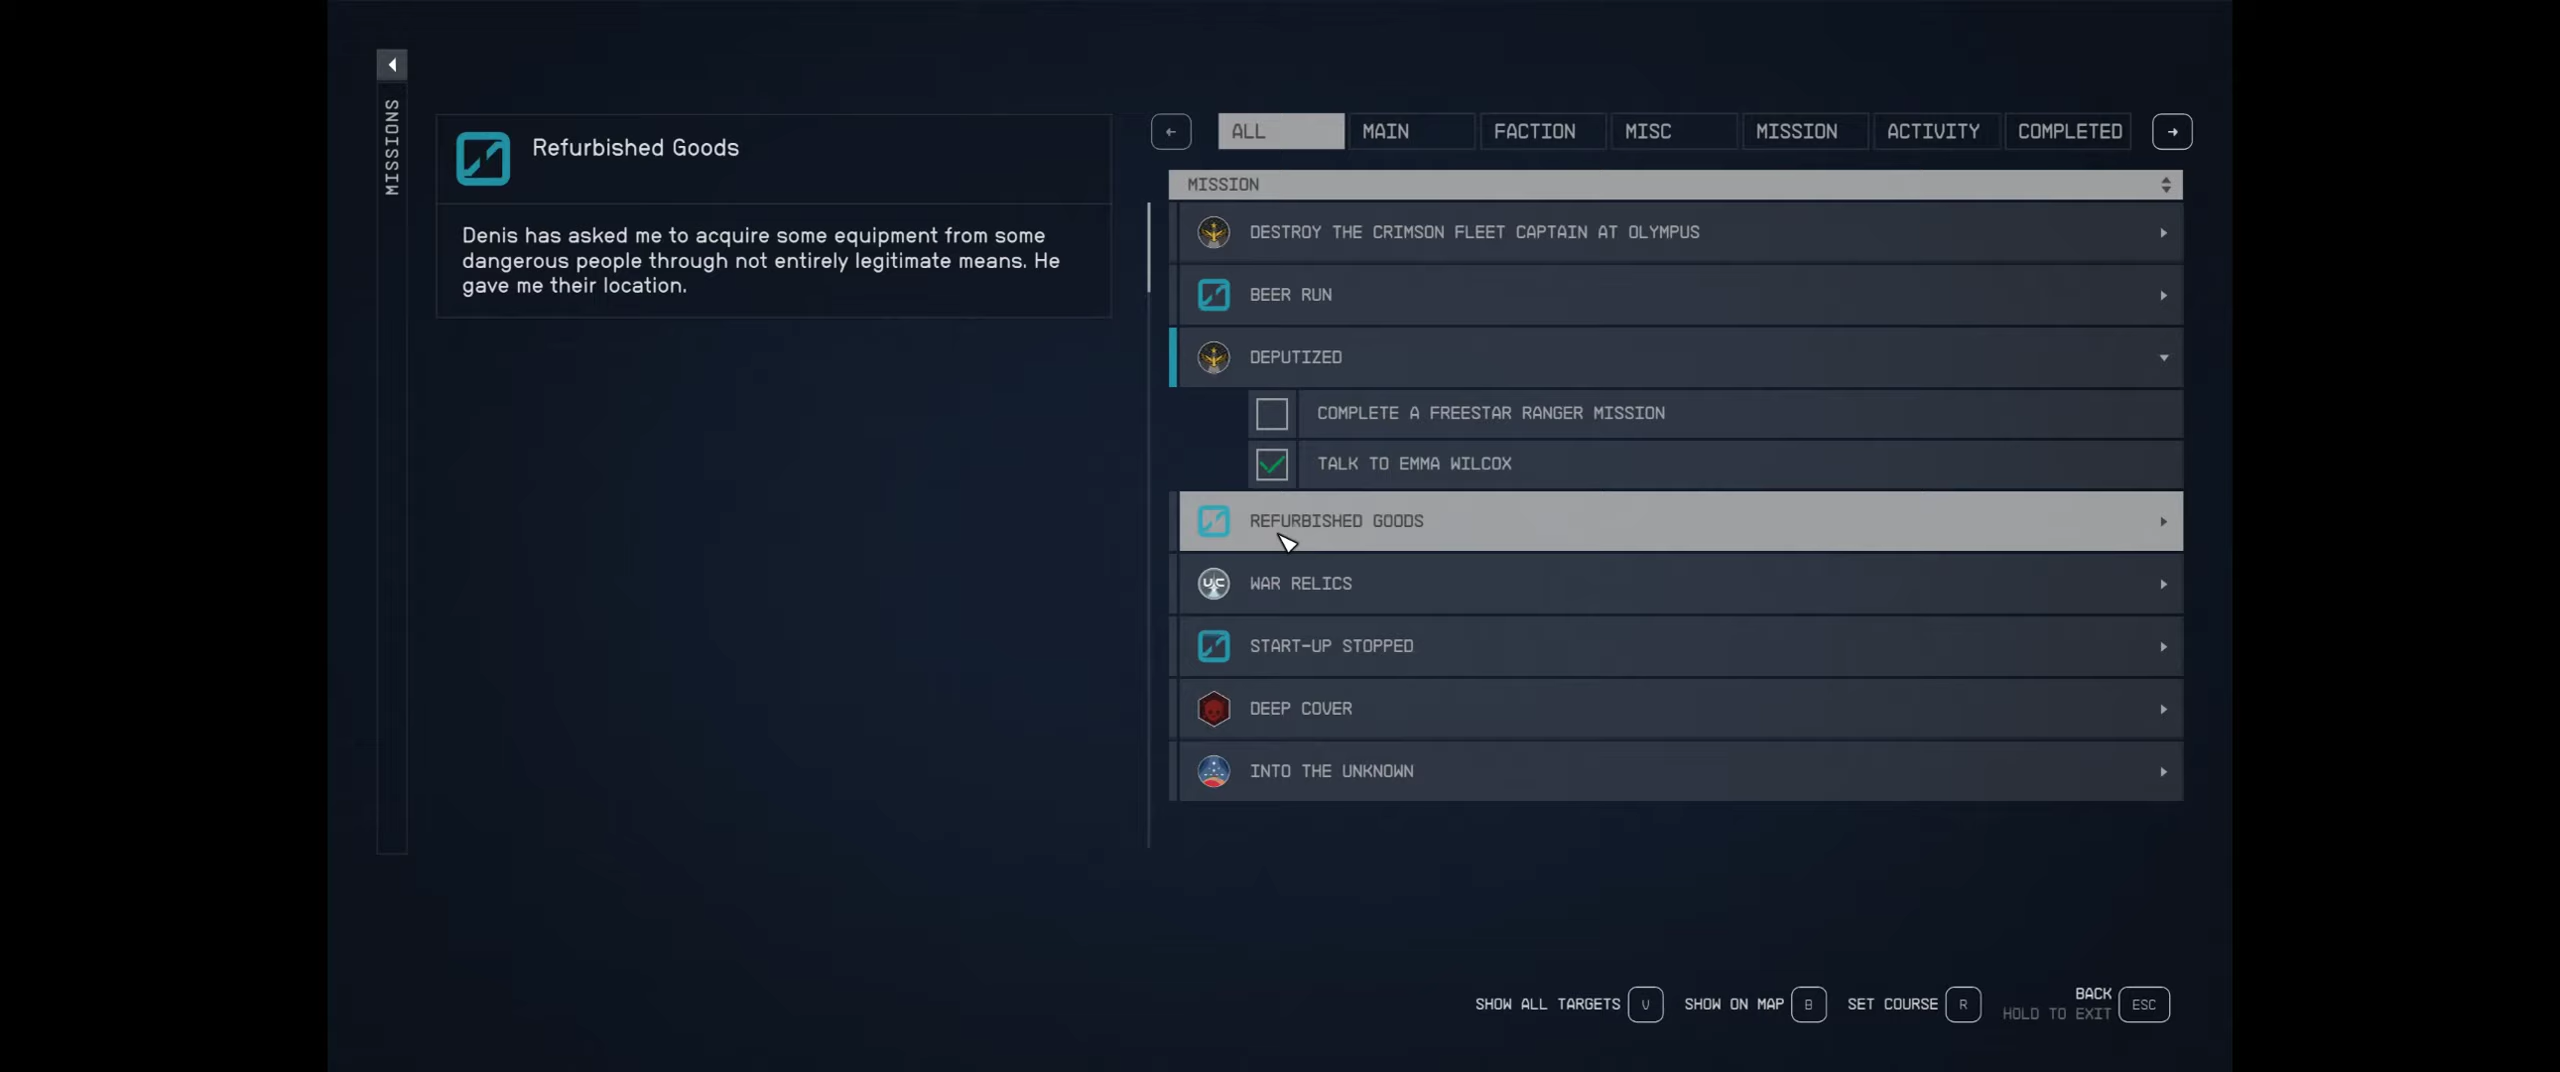 MISSIONS
Refurbished Goods
Denis has asked me to acquire some equipment from some
dangerous people through not entirely legitimate means. He
gave me their location.
ALL
MAIN
FACTION
MISC
MISSION
ACTIVITY
COMPLETED
MISSION
DESTROY THE CRIMSON FLEET CAPTAIN AT OLYMPUS
BEER RUN
DEPUTIZED
COMPLETE A FREESTAR RANGER MISSION
TALK TO EMMA WILCOX
REFURBISHED GOODS
UC
WAR RELICS
START-UP STOPPED
DEEP COVER
INTO THE UNKNOWN
SHOW ALL TARGETS V
SHOW ON MAP B
SET COURSE R
BACK
HOLD TO EXIT
ESC